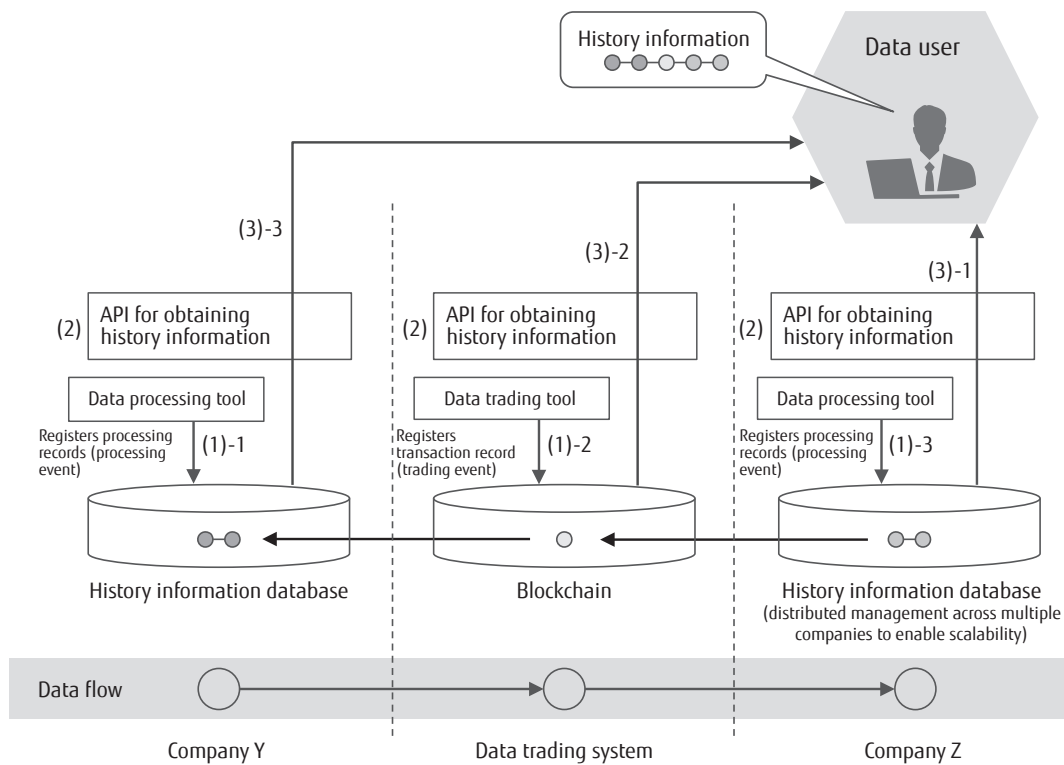 History information
Data user
(3)-3
(3)-2
(3)-1
(2)
API for obtaining
history information
(2)
API for obtaining
history information
(2)
API for obtaining
history information
Data processing tool
Data trading tool
Data processing tool
Registers processing
records (processing
event)
(1)-1
Registers
transaction record
(trading event)
(1)-2
Registers processing
records (processing
event)
(1)-3
History information database
Blockchain
History information database
(distributed management across multiple
companies to enable scalability)
Data flow
Company Y
Data trading system
Company Z